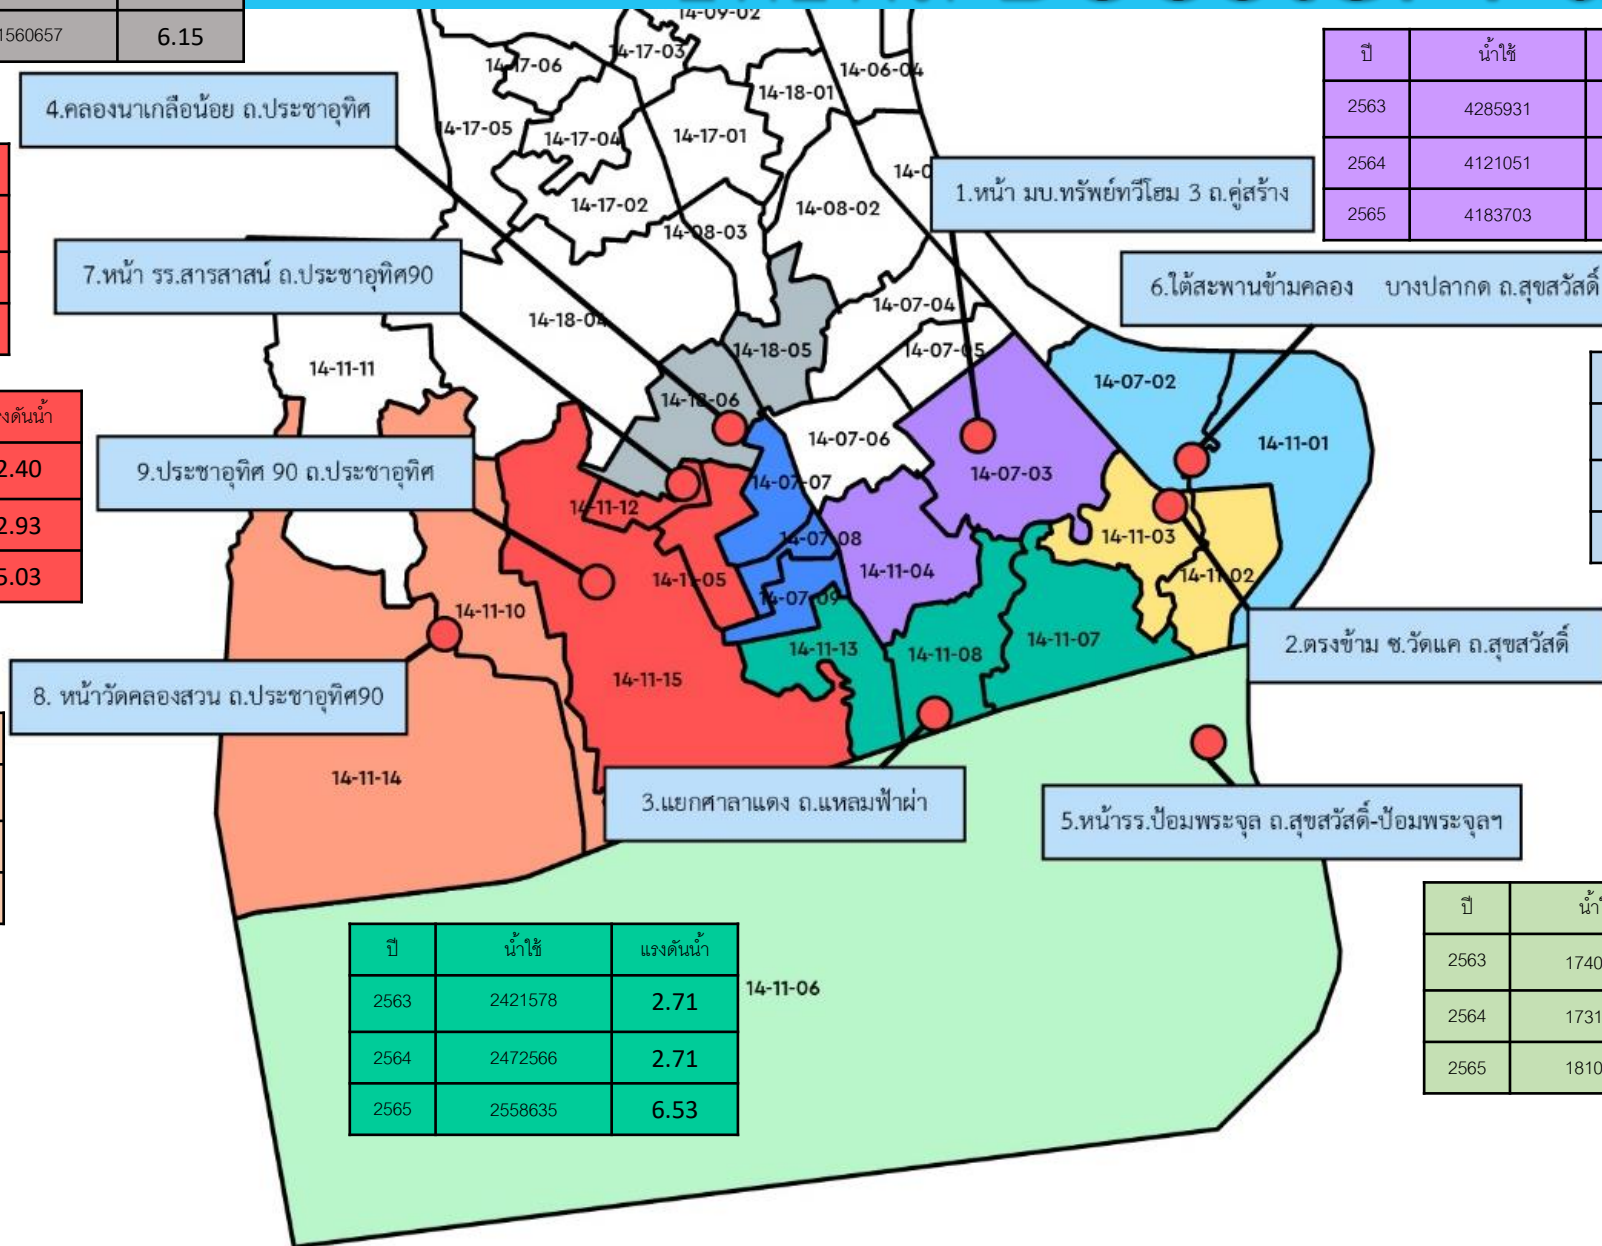 1560657 6.15
4.คลองนาเกลือน้อย ถ.ประชาอุทิศ
14-09-02
14-17-03
14-17-06
14-06-04
14-18-01
14-17-05
14-17-04
14-17-01
14-17-02
14-08-02
14-08-03
1.หน้า มบ.ทรัพย์ทวีโฮม 3 ถ.คู่สร้าง
ปี น้ำใช้
2563 4285931
2564 4121051
2565 4183703
7.หน้า รร.สารสาสน์ ถ.ประชาอุทิศ90
6.ใต้สะพานข้ามคลอง บางปลากด ถ.สุขสวัสดิ์
14-18-04
14-07-04
14-18-05
14-07-05
14-11-11
14-07-02
14-18-06
14-07-06
14-11-01
9.ประชาอุทิศ 90 ถ.ประชาอุทิศ
14-07-03
14-07-07
14-11-12
14-07-08
14-11-03
14-11-04
14-11-05
14-11-02
14-07-09
14-11-10
14-11-13
14-11-08
14-11-07
2.ตรงข้าม ซ.วัดแค ถ.สุขสวัสดิ์
14-11-15
8. หน้าวัดคลองสวน ถ.ประชาอุทิศ90
14-11-14
3.แยกศาลาแดง ถ.แหลมฟ้าผ่า
5.หน้ารร.ป้อมพระจุล ถ.สุขสวัสดิ์-ป้อมพระจุลฯ
ปี น้ำใช้ แรงดันน้ำ
2563 2421578 2.71
2564 2472566 2.71
2565 2558635 6.53
14-11-06
ปี
2563 1740
2564 1731
2565 1810